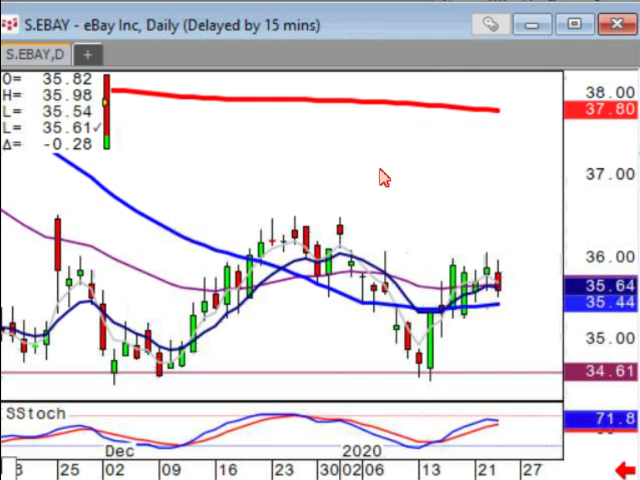 S.EBAY - eBay Inc, Daily (Delayed by 15 mins)
S.EBAY,D +
O= 35.82
H= 35.98
L= 35.54
L= 35.61✓
Δ= -0.28
38.00
37.80
37.00
36.00
35.64
35.44
35.00
34.61
SStoch
71.8
Dec
2020
25 02 09 16 23 30 02 06 13 21 27